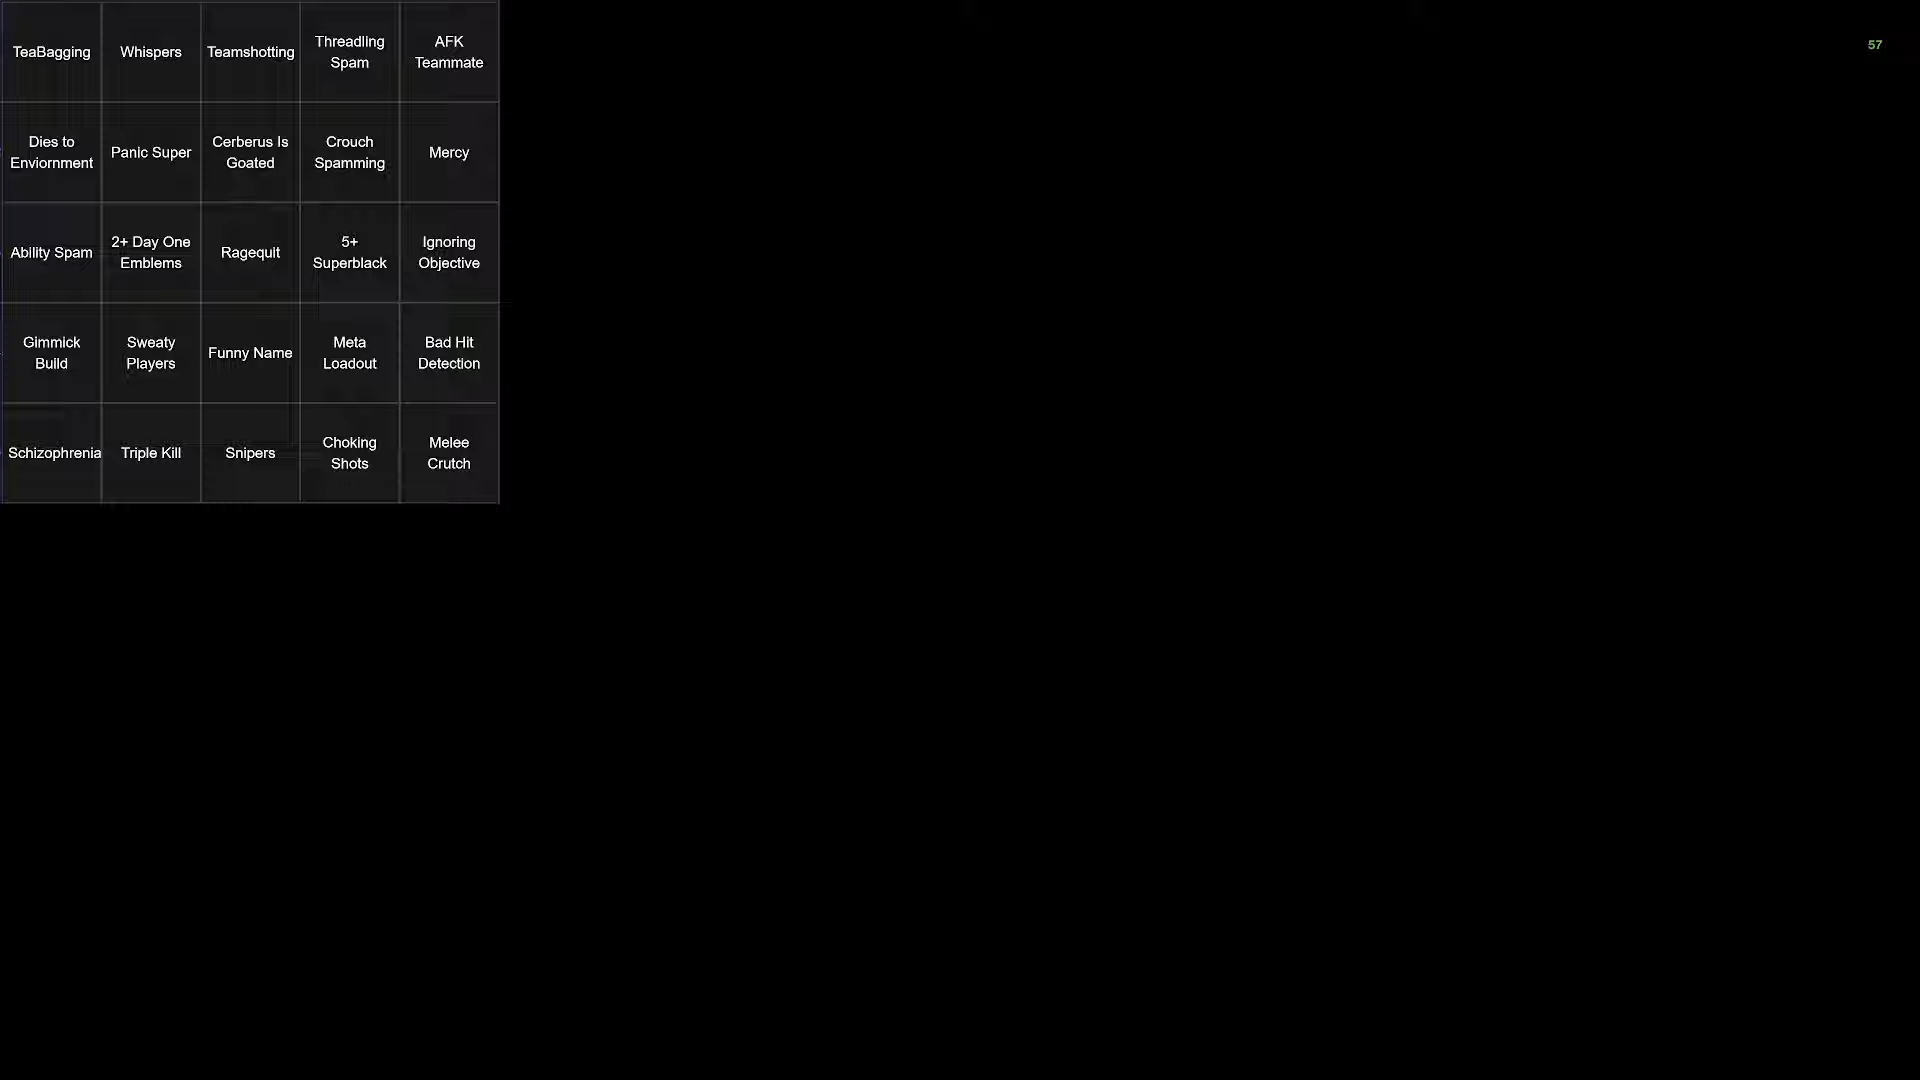 TeaBagging
Whispers
Teamshotting
Threadling
Spam
AFK
Teammate
57
Dies to
Enviornment
Panic Super
Cerberus Is
Goated
Crouch
Spamming
Mercy
Ability Spam
2+ Day One
Emblems
Ragequit
5+
Superblack
Ignoring
Objective
Gimmick
Build
Sweaty
Players
Funny Name
Meta
Loadout
Bad Hit
Detection
Schizophrenia
Triple Kill
Snipers
Choking
Shots
Melee
Crutch